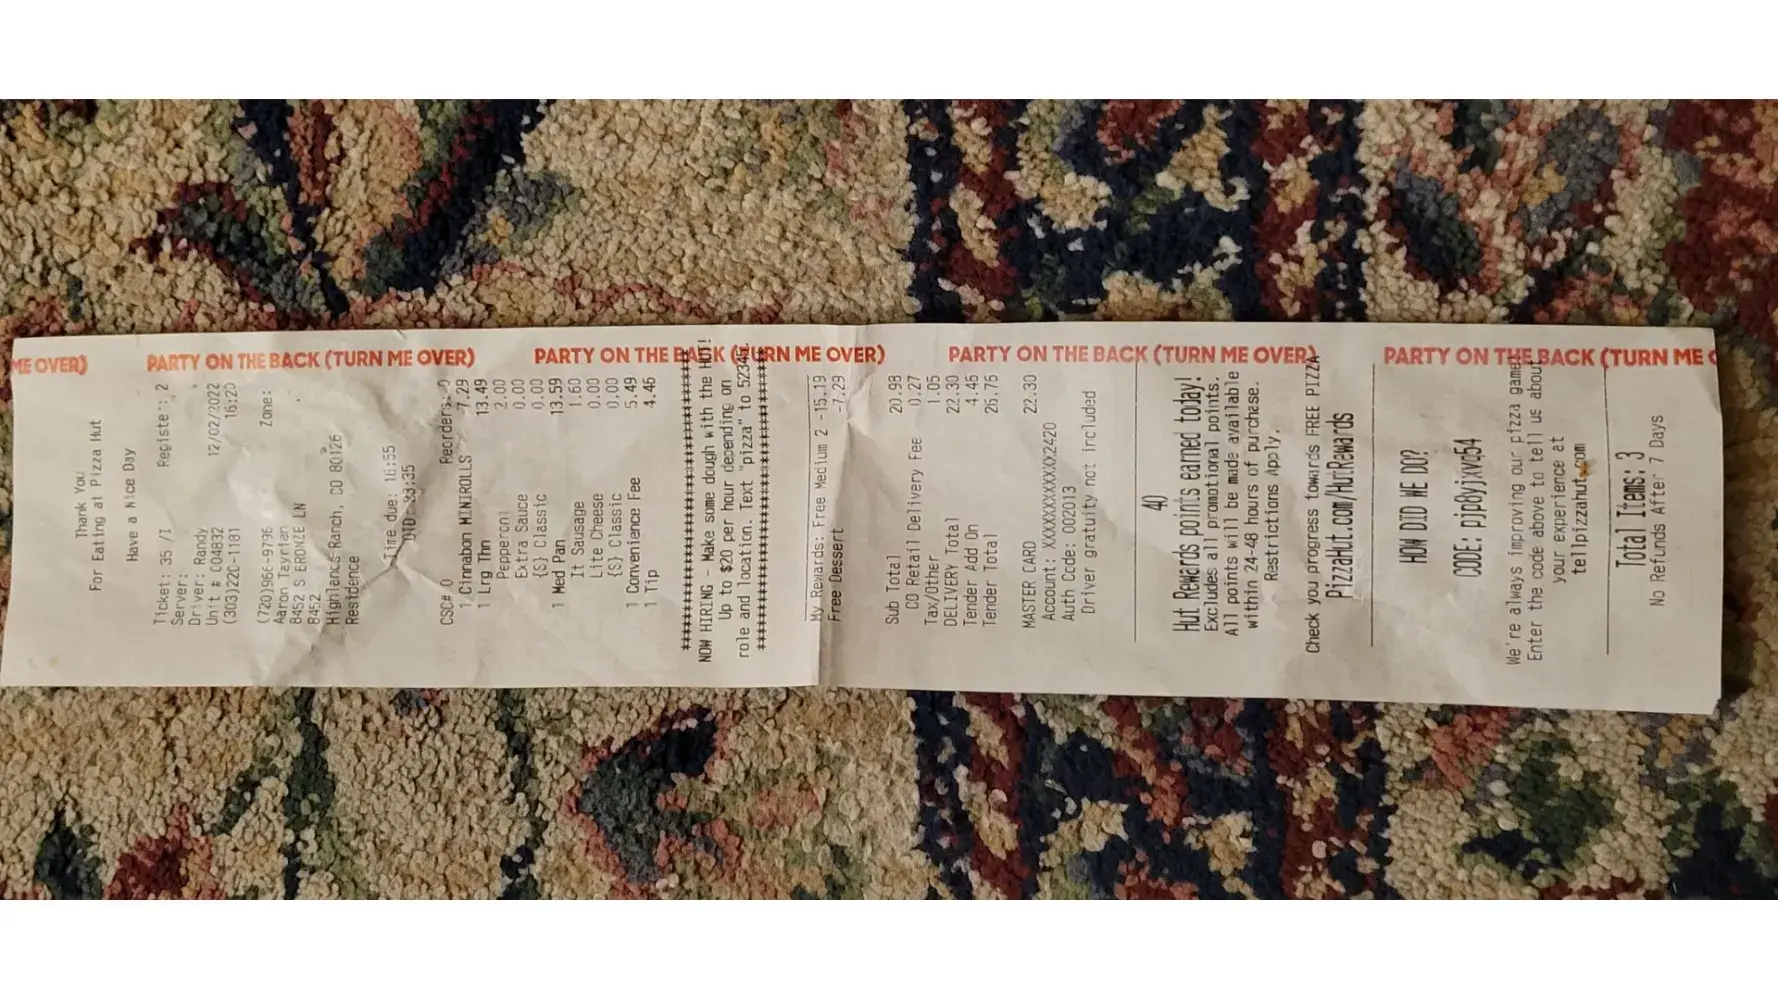 ME OVER)
PARTY ON THE BACK (TURN ME OVER)
PARTY ON THE BACK (TURN ME OVER)
PARTY ON THE BACK (TURN ME OVER)
PARTY ON THE BACK (TURN ME O
Thank You
For Eating at Pizza Hut
Have a Nice Day
Ticket: 35 /1 Register: 2
Server: 12/02/2022
Driver: Randy 16:20
Unit # C04832
(303)220-1181
Zone:
(720)966-9796
Aaron
8452 S LN
8452
Highlands Ranch, CO 80126
Residence
Time due: 16:55
CSC# 0 Reorders: 0
1 Cinnabon MINIROLLS 7.29
1 Lrg Thn 13.49
Pepperoni 2.00
Extra Sauce 0.00
{S} Classic 0.00
1 Med Pan 13.59
It Sausage 1.60
Lite Cheese 0.00
{S} Classic 0.00
1 Convenience Fee 5.49
1 Tip 4.46
NOW HIRING - Make some dough with the HUT!
Up to $20 per hour depending on
role and location. Text "pizza" to 52345.
My Rewards: Free Medium 2 -15.19
Free Dessert -7.29
Sub Total 20.98
CO Retail Delivery Fee 0.27
Tax/Other 1.05
DELIVERY Total 22.30
Tender Add On 4.46
Tender Total 26.76
MASTER CARD 22.30
Account: XXXXXXXXXXXX2420
Auth Code: 002013
Driver gratuity not included
40
Hut Rewards points earned today!
Excludes all promotional points.
All points will be made available
within 24-48 hours of purchase.
Rastrictions Apply.
Check you progress towards FREE PIZZA
PizzaHut.com/HutRewards
HOW DID WE DO?
CODE: pjp8yjxvq54
We're always improving our pizza game!
Enter the code above to tell us about
your experience at
tellpizzahut.com
Total Items: 3
No Refunds After 7 Days